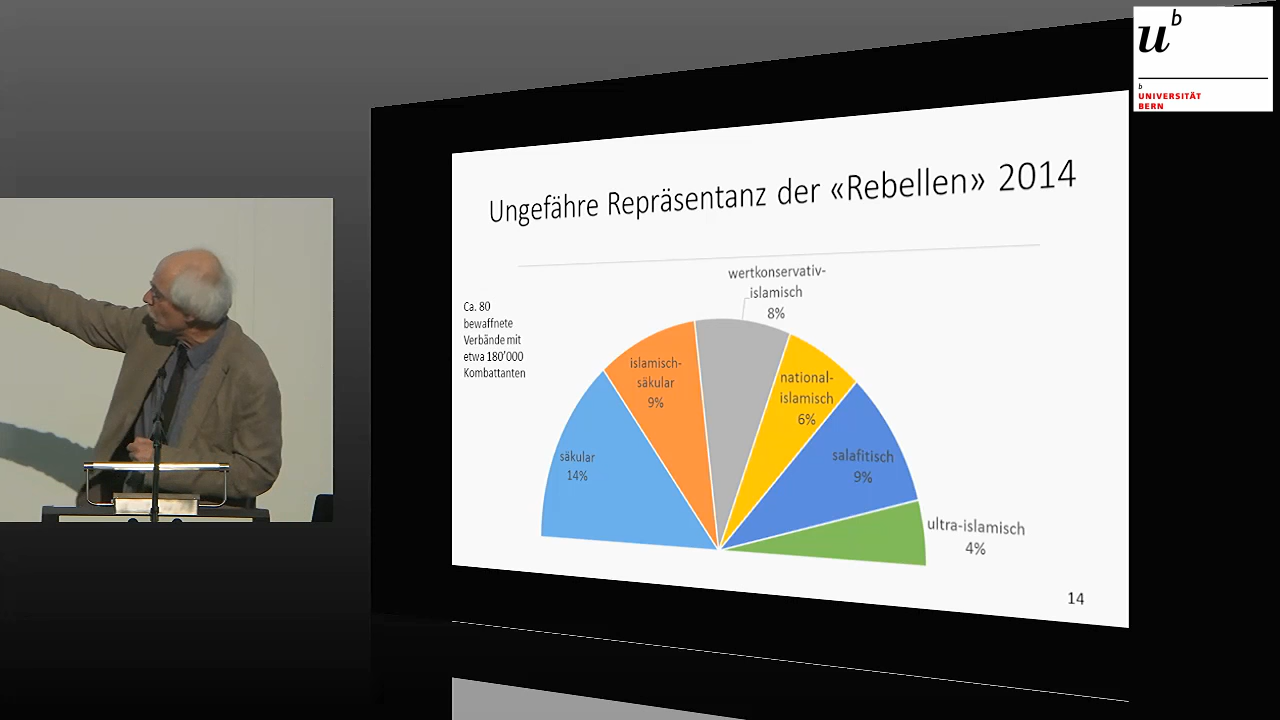 u
b
b
UNIVERSITÄT
BERN
Ungefähre Repräsentanz der «Rebellen» 2014
Ca. 80
bewaffnete
Verbände mit
etwa 180'000
Kombattanten
wertkonservativ-
islamisch
8%
islamisch-
säkular
9%
national-
islamisch
6%
säkular
14%
salafitisch
9%
ultra-islamisch
4%
14